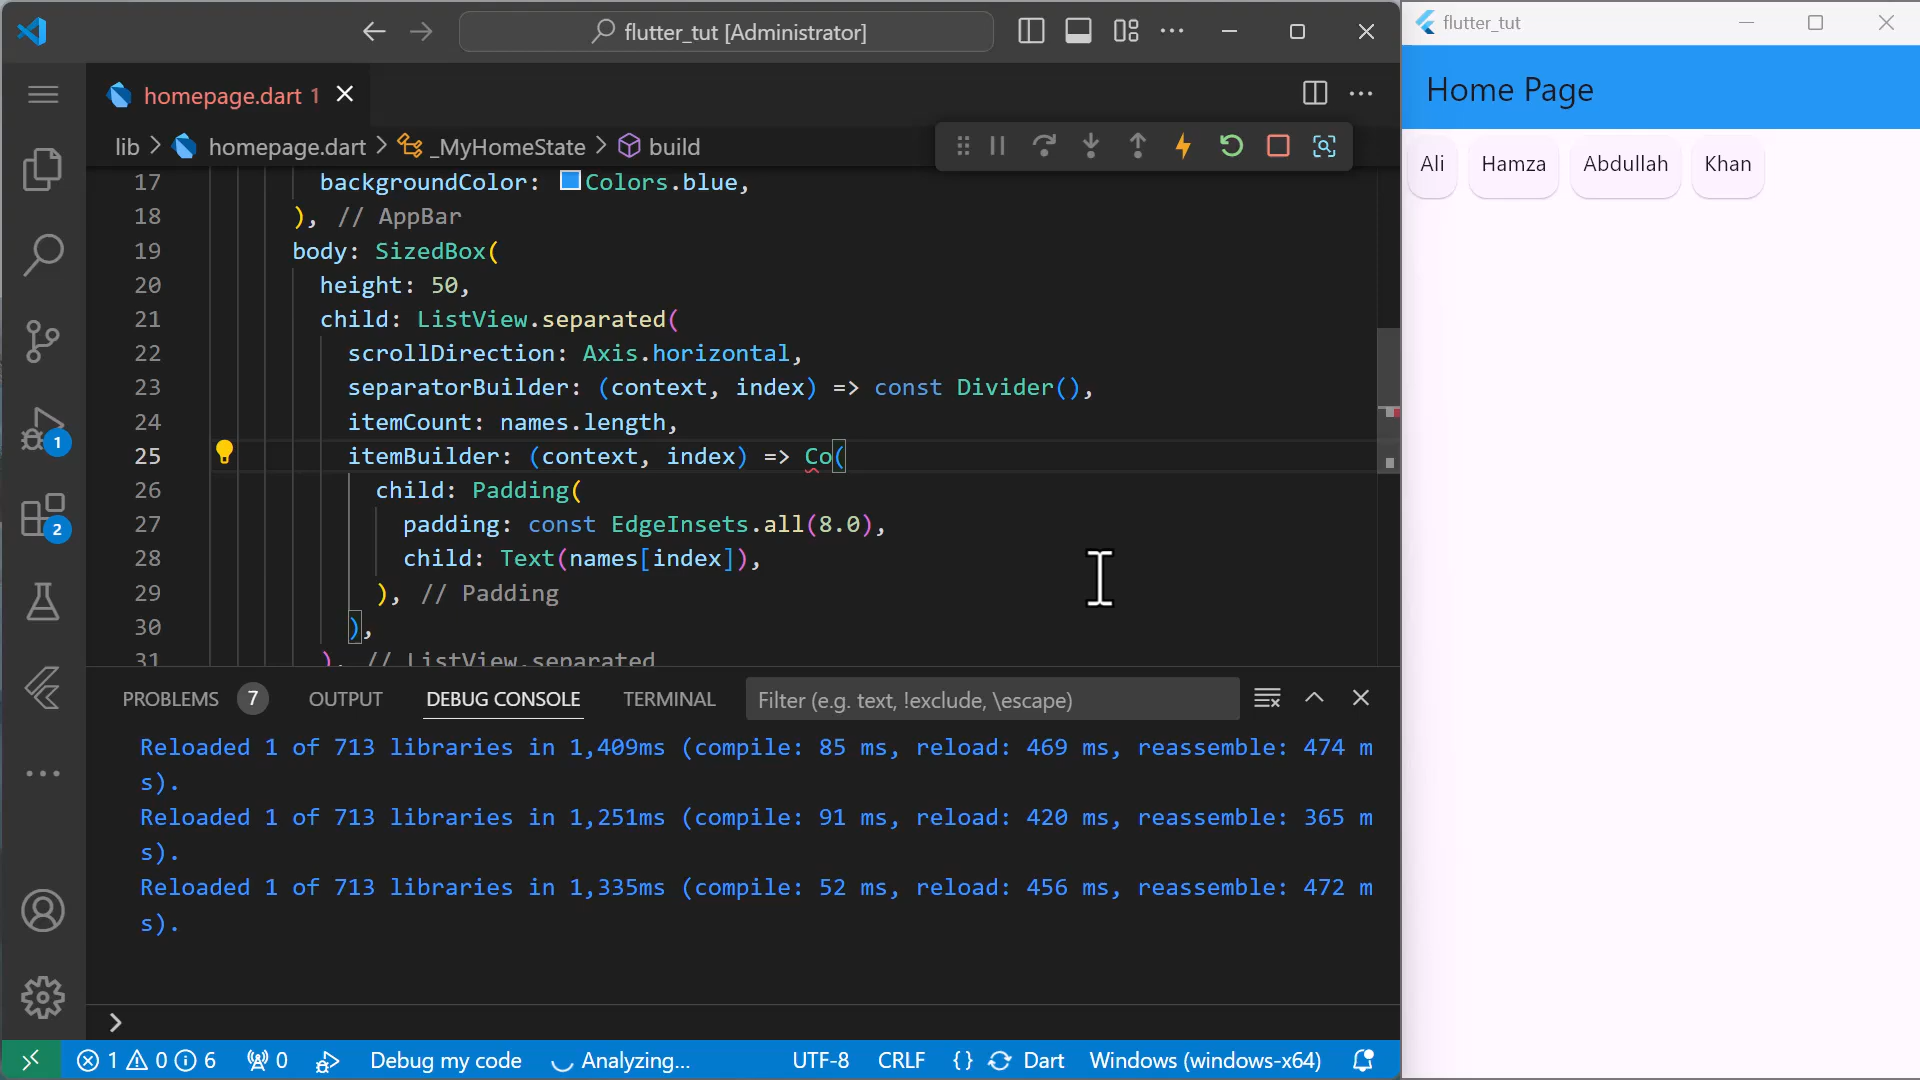 flutter_tut [Administrator]
homepage.dart 1
lib > homepage.dart > _MyHomeState > build
17 backgroundColor: Colors.blue,
18 ), // AppBar
19 body: SizedBox(
20 height: 50,
21 child: ListView.separated(
22 scrollDirection: Axis.horizontal,
23 separatorBuilder: (context, index) => const Divider(),
24 itemCount: names.length,
25 itemBuilder: (context, index) => Co(
26 child: Padding(
27 padding: const EdgeInsets.all(8.0),
28 child: Text(names[index]),
29 ), // Padding
30 ),
31 ), // ListView.separated
1
2
PROBLEMS 7 OUTPUT DEBUG CONSOLE TERMINAL Filter (e.g. text, !exclude, \escape)
Reloaded 1 of 713 libraries in 1,409ms (compile: 85 ms, reload: 469 ms, reassemble: 474 m
s).
Reloaded 1 of 713 libraries in 1,251ms (compile: 91 ms, reload: 420 ms, reassemble: 365 m
s).
Reloaded 1 of 713 libraries in 1,335ms (compile: 52 ms, reload: 456 ms, reassemble: 472 m
s).
1 0 6 0 Debug my code Analyzing... UTF-8 CRLF {} Dart Windows (windows-x64)
flutter_tut
Home Page
Ali Hamza Abdullah Khan